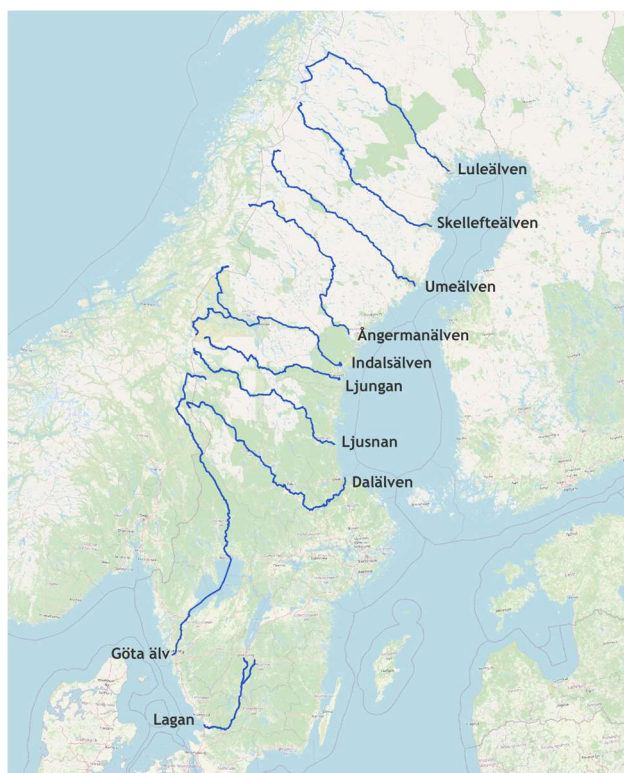 Luleälven
Skellefteälven
Umeälven
Ångermanälven
Indalsälven
Ljungan
Ljusnan
Dalälven
Göta älv
Lagan